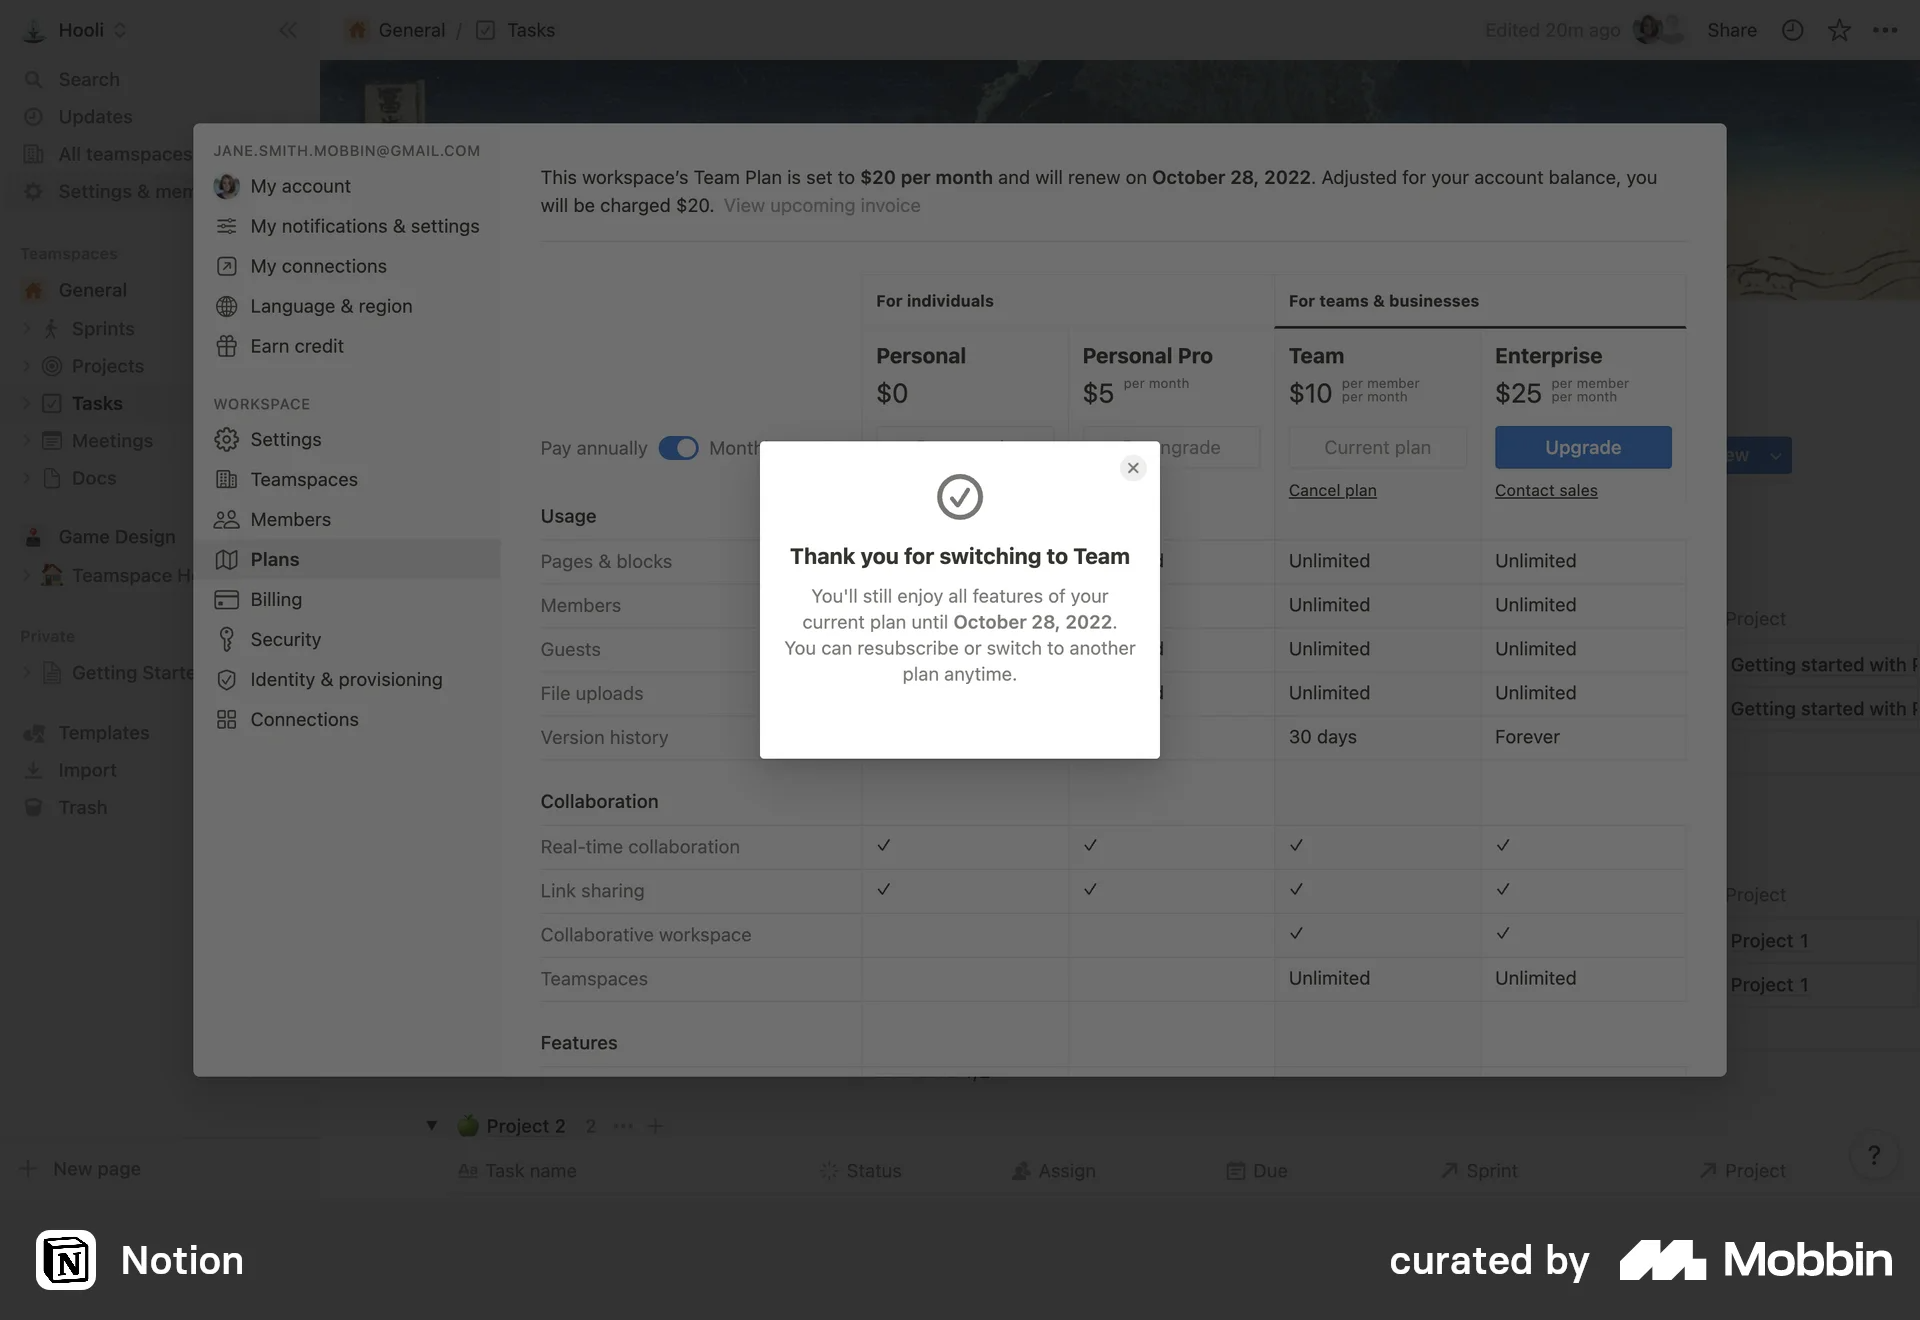 Hooli
General / Tasks
Edited 20m ago
Share
Search
Updates
All teamspaces
Settings &
Teamspaces
General
Sprints
Projects
Tasks
Meetings
Docs
Game Design
Teamspace
Private
Getting
Templates
Import
Trash
New page
JANE.SMITH.MOBBIN@GMAIL.COM
My account
My notifications & settings
My connections
Language & region
Earn credit
WORKSPACE
Settings
Teamspaces
Members
Plans
Billing
Security
Identity & provisioning
Connections
This workspace’s Team Plan is set to $20 per month and will renew on October 28, 2022. Adjusted for your account balance, you
will be charged $20. View upcoming invoice
For individuals
For teams & businesses
Personal
$0
Personal Pro
$5 per month
Team
$10 per member
per month
Enterprise
$25 per member
per month
Pay annually
Current plan
Upgrade
Cancel plan
Contact sales
Usage
Pages & blocks
Unlimited
Unlimited
Members
Unlimited
Unlimited
Guests
Unlimited
Unlimited
File uploads
Unlimited
Unlimited
Version history
30 days
Forever
Thank you for switching to Team
You'll still enjoy all features of your
current plan until October 28, 2022.
You can resubscribe or switch to another
plan anytime.
Collaboration
Real-time collaboration
✓ ✓ ✓ ✓
Link sharing
✓ ✓ ✓ ✓
Collaborative workspace
✓ ✓
Teamspaces
Unlimited
Unlimited
Features
Project
Getting started with
Getting started with
Project
Project 1
Project 1
Project 2 2
Aa Task name
Status
Assign
Due
Sprint
Project
?
Notion
curated by Mobbin